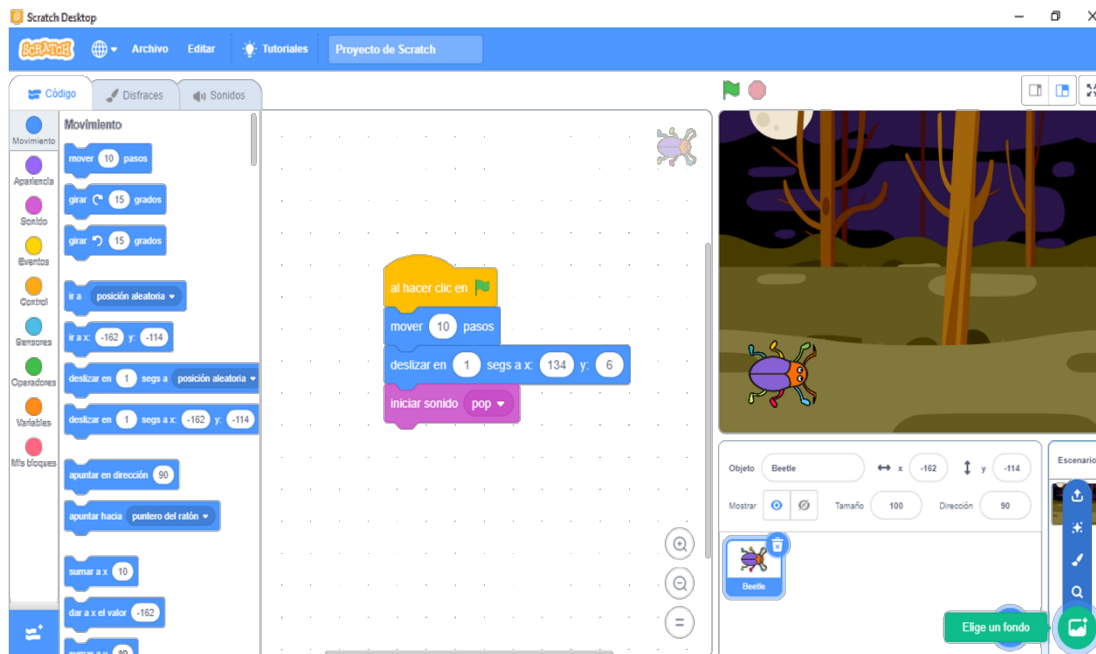 Scratch Desktop
SCRATCH Archivo Editar Tutoriales Proyecto de Scratch
Código Disfraces Sonidos
Movimiento
Apariencia
Sonido
Eventos
Control
Sensores
Operadores
Variables
Mis bloques
Movimiento
mover 10 pasos
girar 15 grados
girar 15 grados
ir a posición aleatoria
ir a x: -162 y: -114
deslizar en 1 segs a posición aleatoria
deslizar en 1 segs a x: -162 y: -114
apuntar en dirección 90
apuntar hacia puntero del ratón
sumar a x 10
dar a x el valor -162
al hacer clic en
mover 10 pasos
deslizar en 1 segs a x: 134 y: 6
iniciar sonido pop
Objeto Beetle x -162 y -114
Mostrar Tamaño 100 Dirección 90
Beetle
Escenario
Elige un fondo